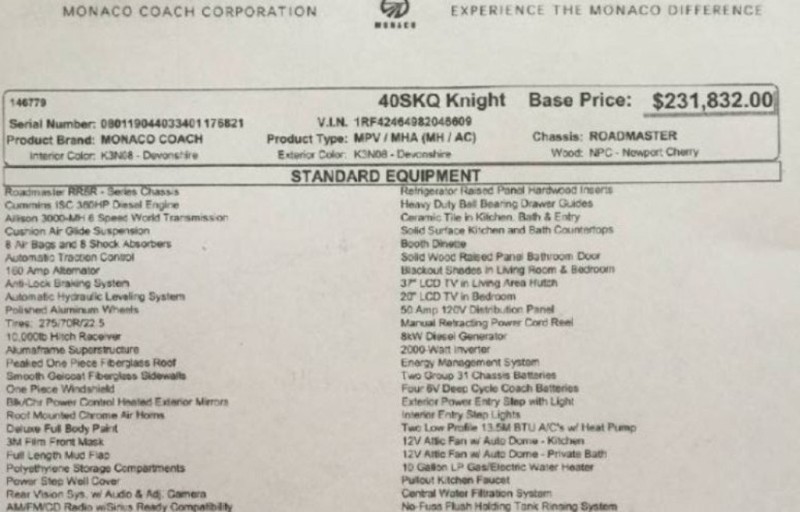 MONACO COACH CORPORATION
MONACO
EXPERIENCE THE MONACO DIFFERENCE
146779
40SKQ Knight Base Price: $231,832.00
Serial Number: 080119044033401176821 V.I.N. 1RF42464982046609
Product Brand: MONACO COACH Product Type: MPV / MHA (MH / AC) Chassis: ROADMASTER
Interior Color: K3N08 - Devonshire Exterior Color: K3N08 - Devonshire Wood: NPC - Newport Cherry
STANDARD EQUIPMENT
Roadmaster RR8R - Series Chassis
Cummins ISC 360HP Diesel Engine
Allison 3000-MH 6 Speed World Transmission
Cushion Air Glide Suspension
8 Air Bags and 8 Shock Absorbers
Automatic Traction Control
160 Amp Alternator
Anti-Lock Braking System
Automatic Hydraulic Leveling System
Polished Aluminum Wheels
Tires: 275/70R/22.5
10,000lb Hitch Receiver
Alumaframe Superstructure
Peaked One Piece Fiberglass Roof
Smooth Gelcoat Fiberglass Sidewalls
One Piece Windshield
Blk/Chr Power Control Heated Exterior Mirrors
Roof Mounted Chrome Air Horns
Deluxe Full Body Paint
3M Film Front Mask
Full Length Mud Flap
Polyethylene Storage Compartments
Power Step Well Cover
Rear Vision Sys. w/ Audio & Adj. Camera
AM/FM/CD Radio w/Sirius Ready Compatibility
Refrigerator Raised Panel Hardwood Inserts
Heavy Duty Ball Bearing Drawer Guides
Ceramic Tile in Kitchen, Bath & Entry
Solid Surface Kitchen and Bath Countertops
Booth Dinette
Solid Wood Raised Panel Bathroom Door
Blackout Shades in Living Room & Bedroom
37" LCD TV in Living Area Hutch
20" LCD TV in Bedroom
50 Amp 120V Distribution Panel
Manual Retracting Power Cord Reel
8kW Diesel Generator
2000-Watt Inverter
Energy Management System
Two Group 31 Chassis Batteries
Four 6V Deep Cycle Coach Batteries
Exterior Power Entry Step with Light
Interior Entry Step Lights
Two Low Profile 13.5M BTU A/C's w/ Heat Pump
12V Attic Fan w/ Auto Dome - Kitchen
12V Attic Fan w/ Auto Dome - Private Bath
10 Gallon LP Gas/Electric Water Heater
Pullout Kitchen Faucet
Central Water Filtration System
No-Fuss Flush Holding Tank Rinsing System